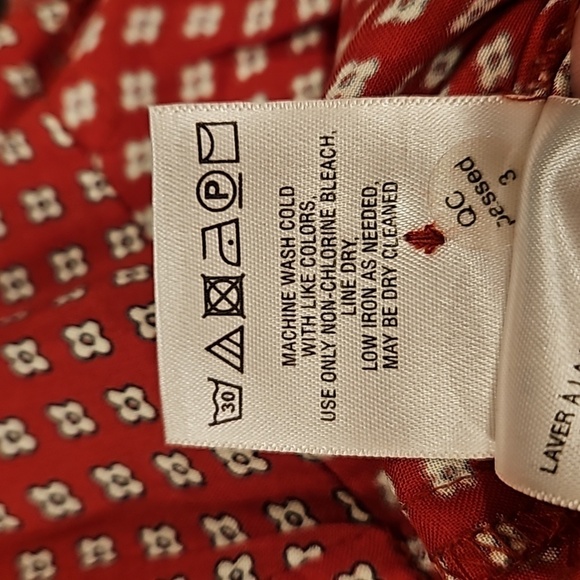 30
P
MACHINE WASH COLD
WITH LIKE COLORS,
USE ONLY NON-CHLORINE BLEACH,
LINE DRY,
LOW IRON AS NEEDED,
MAY BE DRY CLEANED
QC
3
LAVER À LA